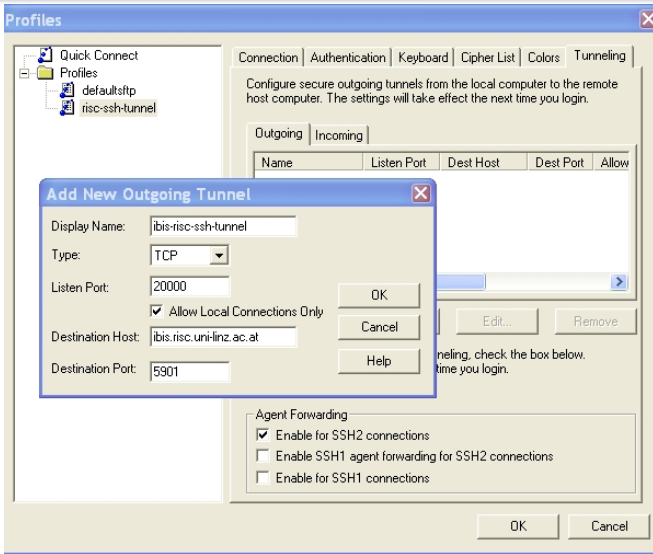 Profiles
Quick Connect
Profiles
defaultsftp
risc-ssh-tunnel
Connection Authentication Keyboard Cipher List Colors Tunneling
Configure secure outgoing tunnels from the local computer to the remote
host computer. The settings will take effect the next time you login.
Outgoing Incoming
Name Listen Port Dest Host Dest Port Allow
Add New Outgoing Tunnel
Display Name: ibis-risc-ssh-tunnel
Type: TCP
Listen Port: 20000
Allow Local Connections Only
Destination Host: ibis.risc.uni-linz.ac.at
Destination Port: 5901
OK
Cancel
Help
Edit... Remove
neling, check the box below.
time you login.
Agent Forwarding
Enable for SSH2 connections
Enable SSH1 agent forwarding for SSH2 connections
Enable for SSH1 connections
OK Cancel